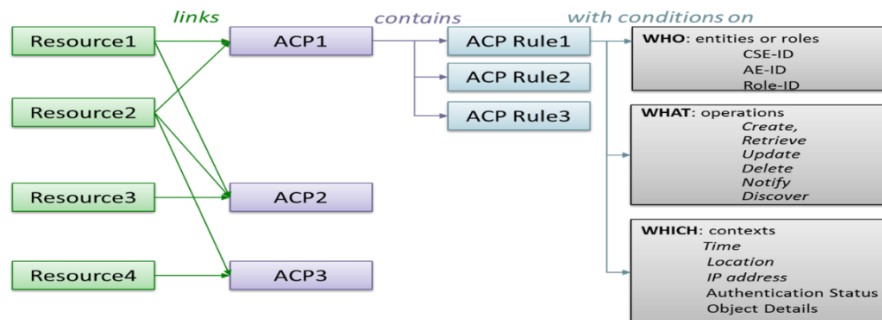 links
contains
with conditions on
Resource1
ACP1
ACP Rule1
WHO: entities or roles
CSE-ID
AE-ID
Role-ID
ACP Rule2
Resource2
ACP Rule3
WHAT: operations
Create,
Retrieve
Update
Delete
Notify
Discover
Resource3
ACP2
WHICH: contexts
Time
Location
IP address
Authentication Status
Object Details
Resource4
ACP3